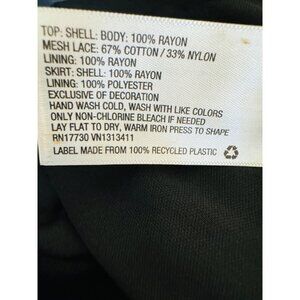 TOP: SHELL: BODY: 100% RAYON
MESH LACE: 67% COTTON / 33% NYLON
LINING: 100% RAYON
SKIRT: SHELL: 100% RAYON
LINING: 100% POLYESTER
EXCLUSIVE OF DECORATION
HAND WASH COLD, WASH WITH LIKE COLORS
ONLY NON-CHLORINE BLEACH IF NEEDED
LAY FLAT TO DRY, WARM IRON PRESS TO SHAPE
RN17730 VN1313411
LABEL MADE FROM 100% RECYCLED PLASTIC